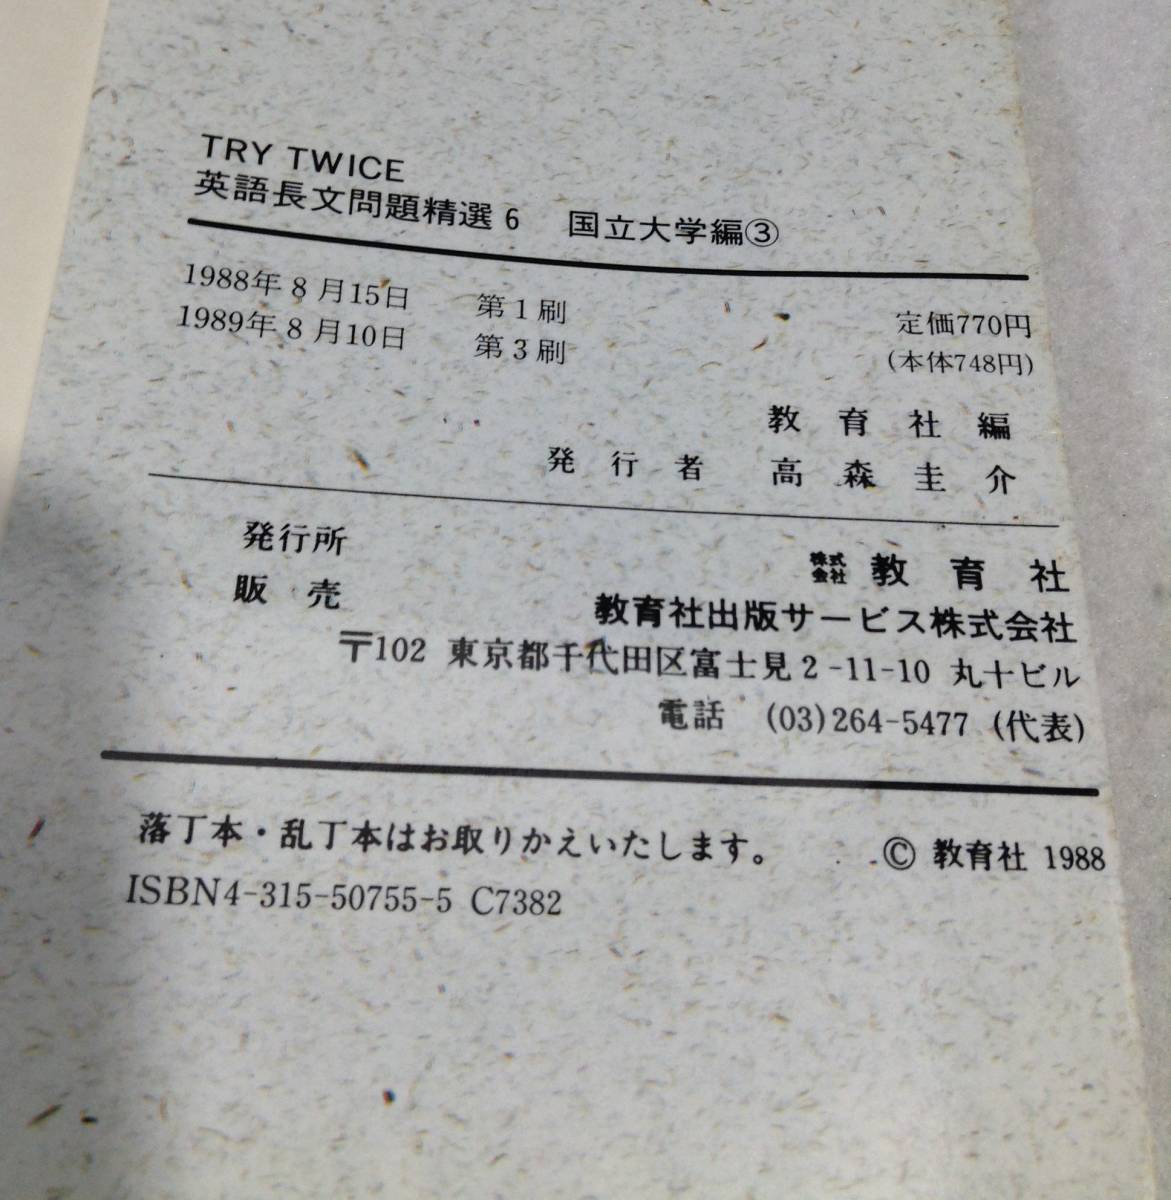 TRY TWICE
英語長文問題精選 6　国立大学編③
1988年 8 月15日　第 1 刷　定価770円
1989年 8 月10日　第 3 刷　(本体748円)
教 育 社 編
発 行 者　高 森 圭 介
発行所　株式会社 教 育 社
販 売　教育社出版サービス株式会社
〒102 東京都千代田区富士見 2 -11-10 丸十ビル
電話　(03)264-5477 (代表)
落丁本・乱丁本はお取りかえいたします。　© 教育社 1988
ISBN4-315-50755-5 C7382